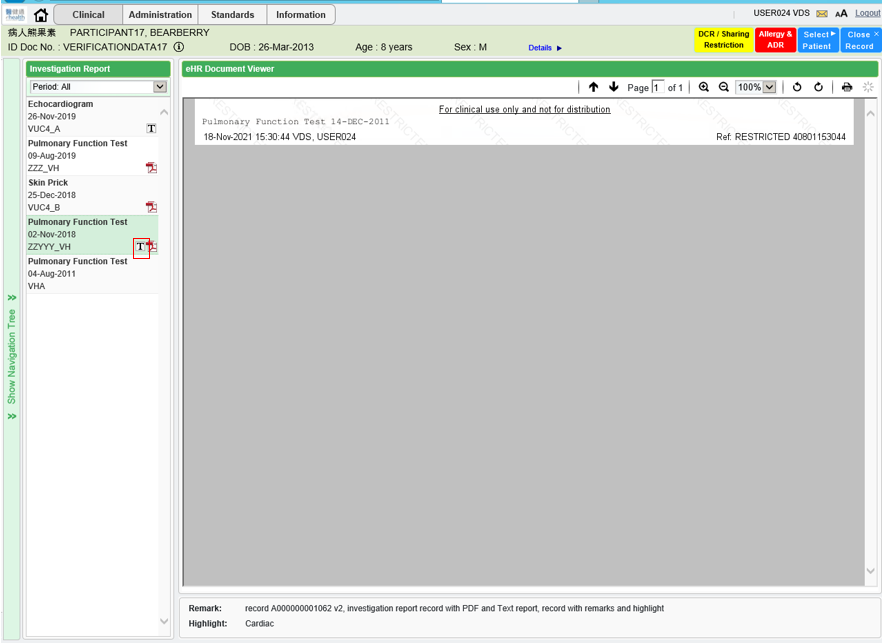 醫健通
eHealth
Clinical
Administration
Standards
Information
USER024 VDS
AA
Logout
病人熊果素 PARTICIPANT17, BEARBERRY
ID Doc No. : VERIFICATIONDATA17
DOB : 26-Mar-2013
Age : 8 years
Sex : M
Details
DCR / Sharing Restriction
Allergy & ADR
Select Patient
Close × Record
Show Navigation Tree
Investigation Report
Period: All
Echocardiogram
26-Nov-2019
VUC4_A T
Pulmonary Function Test
09-Aug-2019
ZZZ_VH
Skin Prick
25-Dec-2018
VUC4_B
Pulmonary Function Test
02-Nov-2018
ZZYYY_VH T
Pulmonary Function Test
04-Aug-2011
VHA
eHR Document Viewer
Page 1 of 1
100%
For clinical use only and not for distribution
Pulmonary Function Test 14-DEC-2011
18-Nov-2021 15:30:44 VDS, USER024
Ref: RESTRICTED 40801153044
Remark: record A000000001062 v2, investigation report record with PDF and Text report, record with remarks and highlight
Highlight: Cardiac